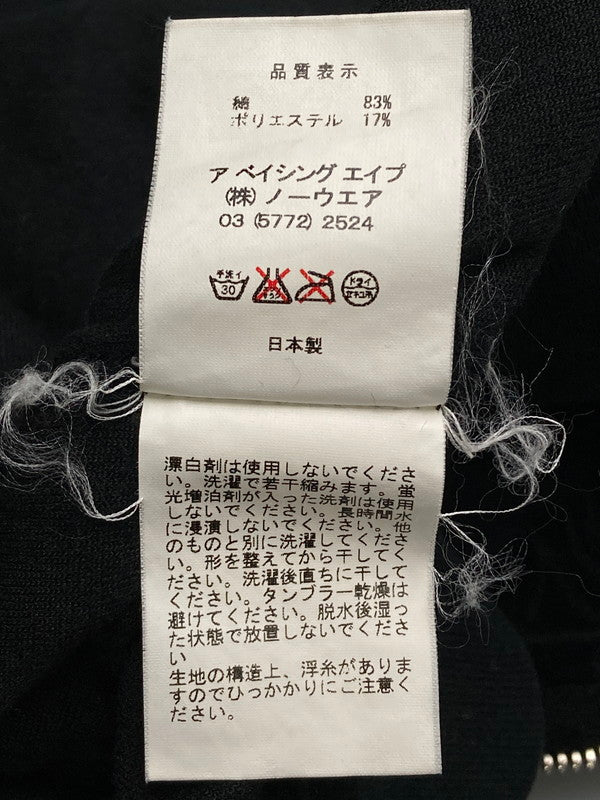 品質表示
綿 83%
ポリエステル 17%
ア ベイシング エイプ
(株) ノーウエア
03 (5772) 2524
手洗イ 30 ドライ
日本製
漂白剤は使用しないでくださ
い。洗濯で若干縮みます。蛍
光増泊剤が入った洗剤は使用
しないでください。長時間水
に浸漬しないでください。他
のものと別に洗濯してくださ
い。形を整えてから干してく
ださい。洗濯後直ちに干して
ください。タンブラー乾燥は
避けてください。脱水後湿っ
た状態で放置しないでくださ
い
生地の構造上、浮糸がありま
すのでひっかかりにご注意く
ださい。